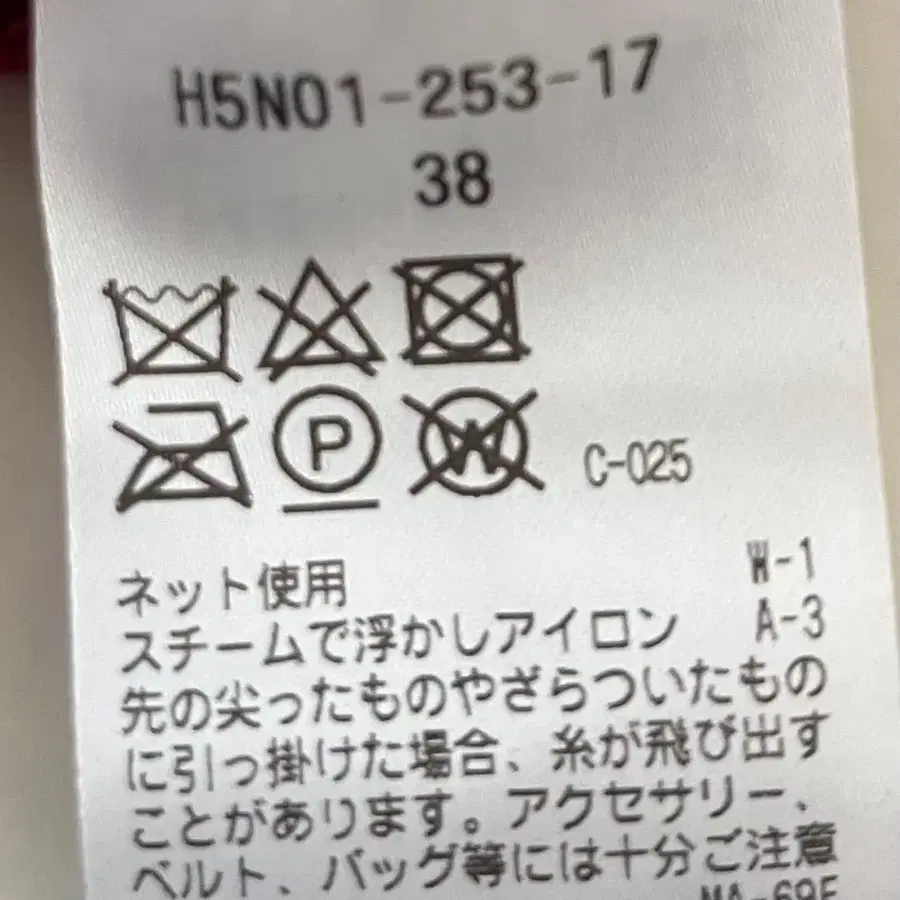 H5N01-253-17
38
P
W
C-025
ネット使用 W-1
スチームで浮かしアイロン A-3
先の尖ったものやざらついたもの
に引っ掛けた場合、糸が飛び出す
ことがあります。アクセサリー、
ベルト、バッグ等には十分ご注意